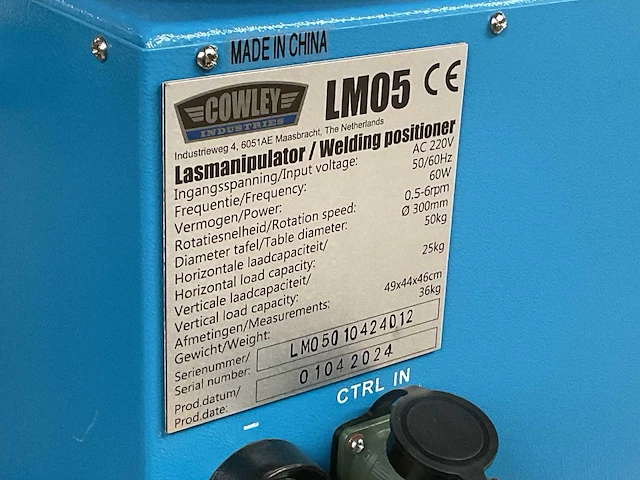 MADE IN CHINA
COWLEY
INDUSTRIES
LM05 CE
Industrieweg 4, 6051AE Maasbracht, The Netherlands
Lasmanipulator / Welding positioner
Ingangsspanning/Input voltage: AC 220V
Frequentie/Frequency: 50/60Hz
Vermogen/Power: 60W
Rotatiesnelheid/Rotation speed: 0.5-6rpm
Diameter tafel/Table diameter: Ø 300mm
Horizontale laadcapaciteit/
Horizontal load capacity: 50kg
Verticale laadcapaciteit/
Vertical load capacity: 25kg
Afmetingen/Measurements: 49x44x46cm
Gewicht/Weight: 36kg
Serienummer/
Serial number: LM05010424012
Prod.datum/
Prod.date: 01042024
CTRL IN